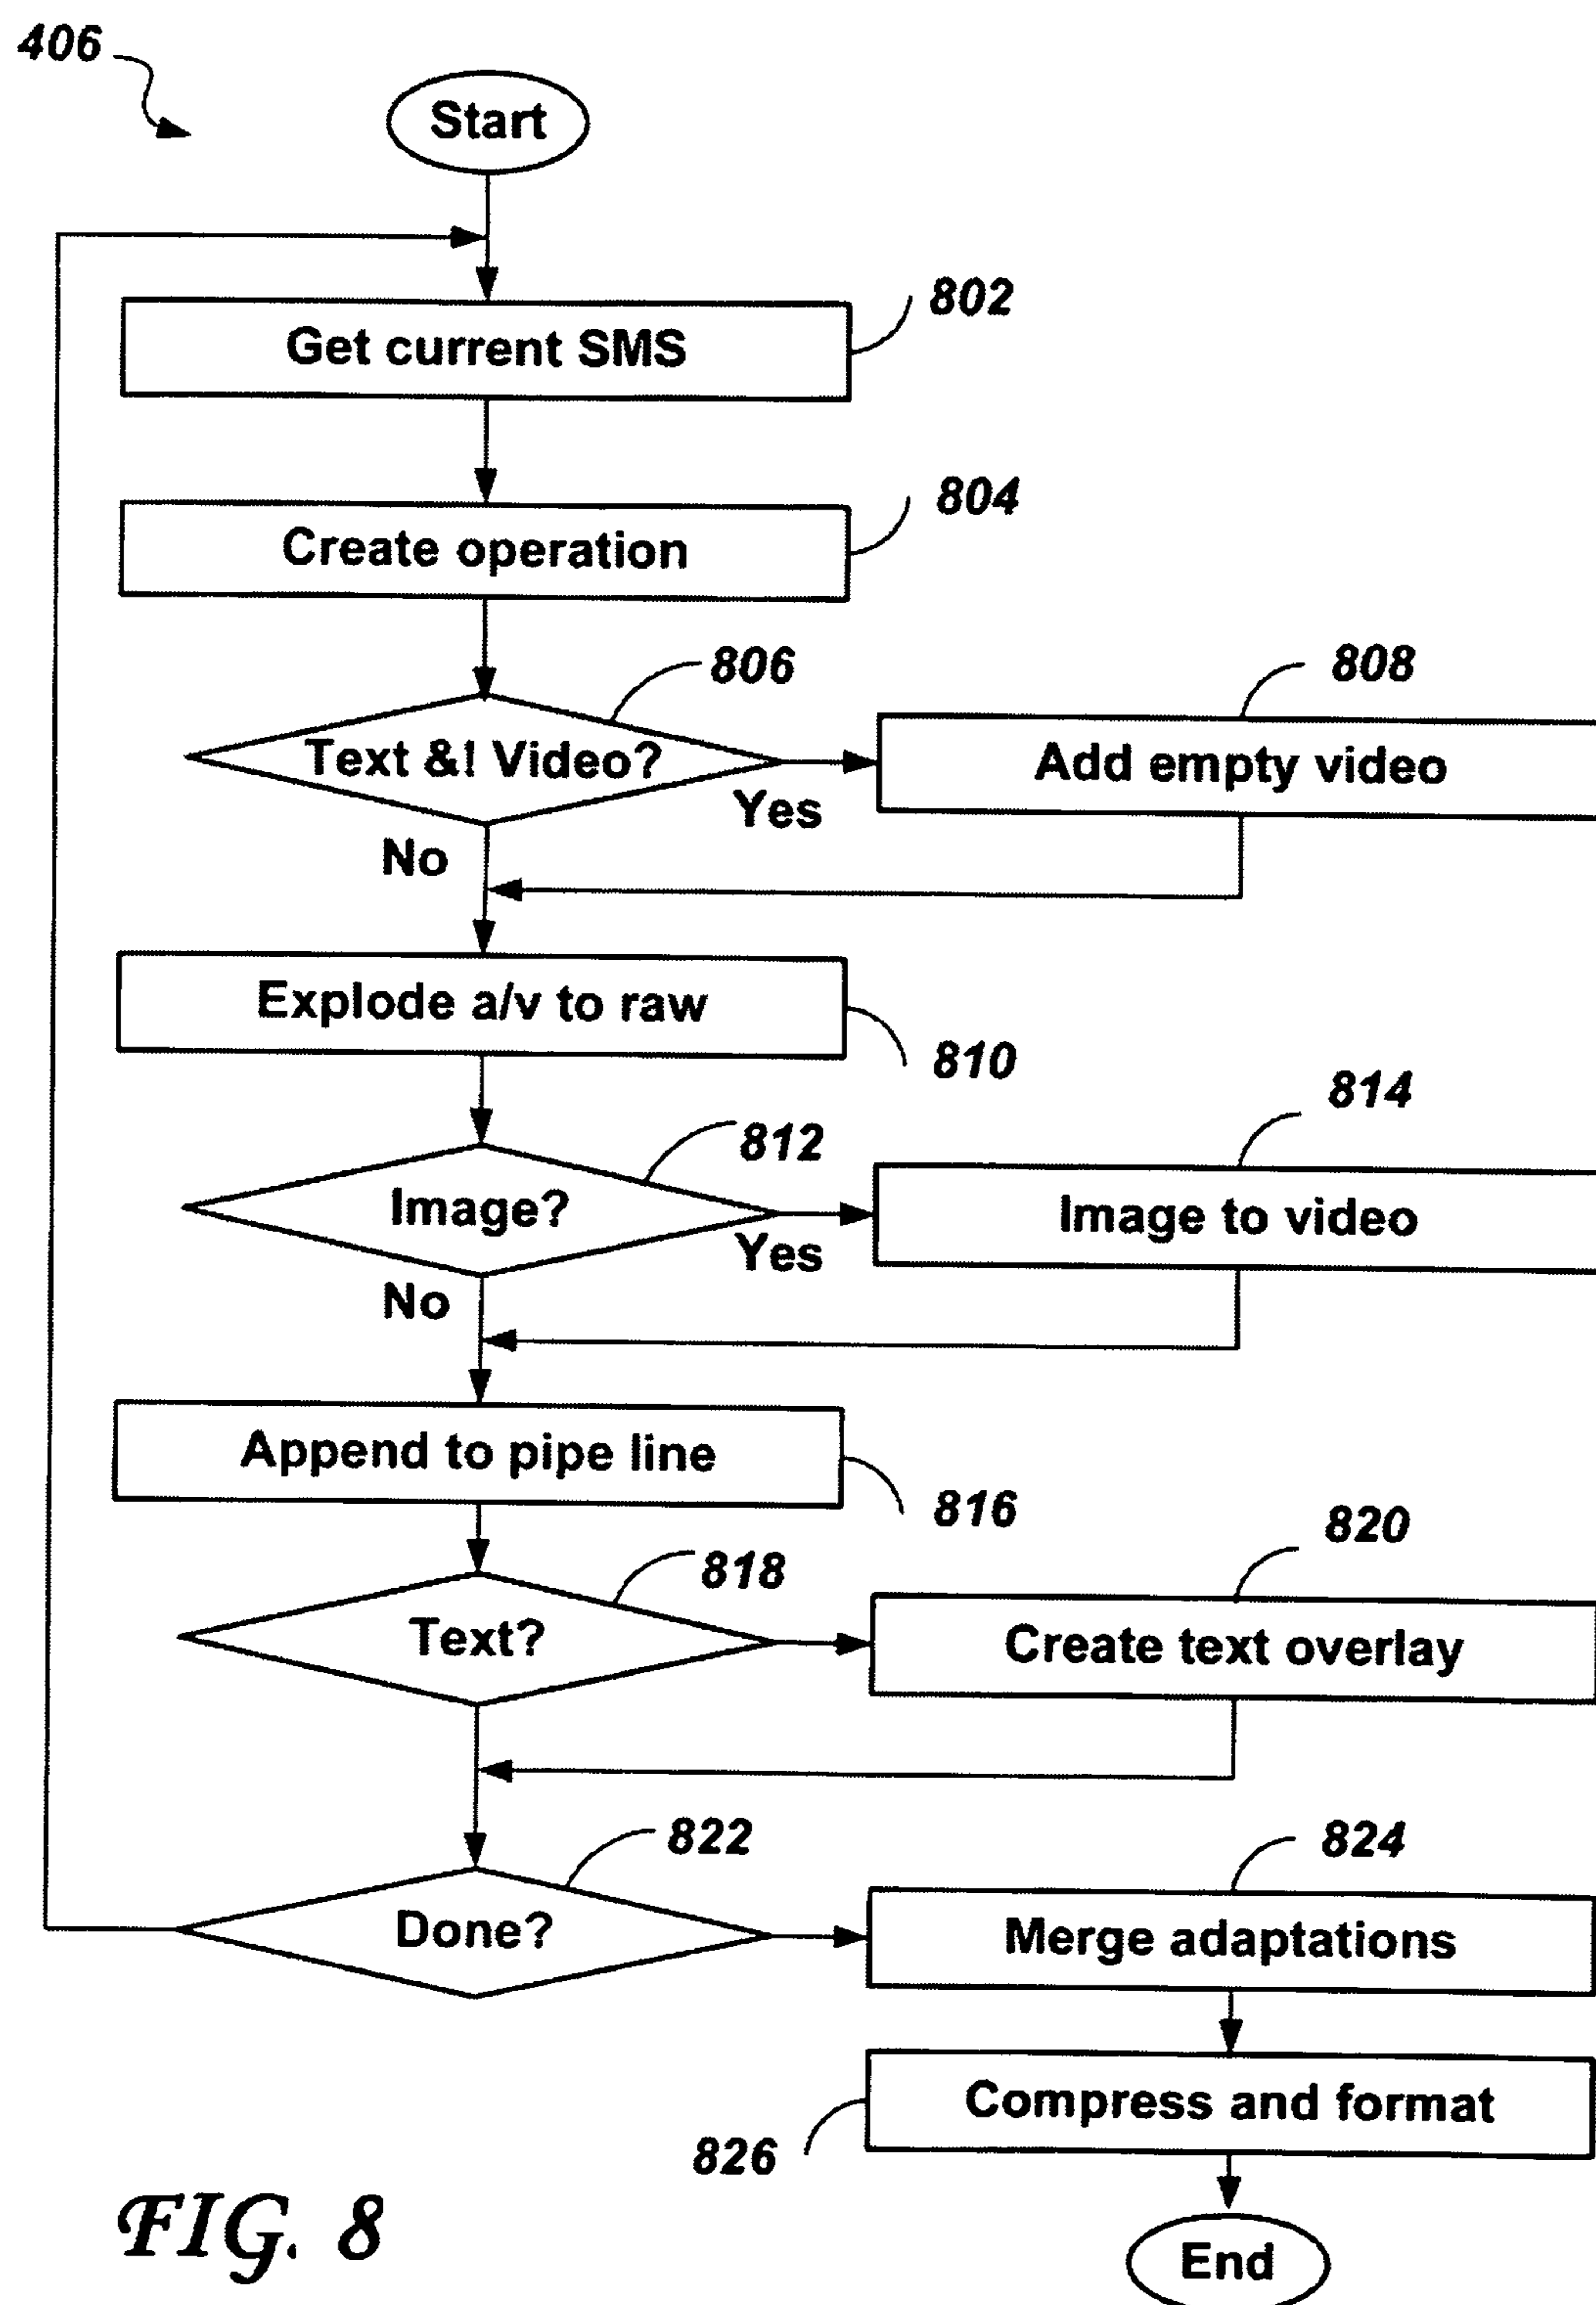 406
Start
802
Get current SMS
804
Create operation
806
808
Text &! Video?
Add empty video
Yes
No
Explode a/v to raw
810
812
814
Image?
Image to video
Yes
No
Append to pipe line
816
818
820
Text?
Create text overlay
822
824
Done?
Merge adaptations
Compress and format
826
FIG. 8
End